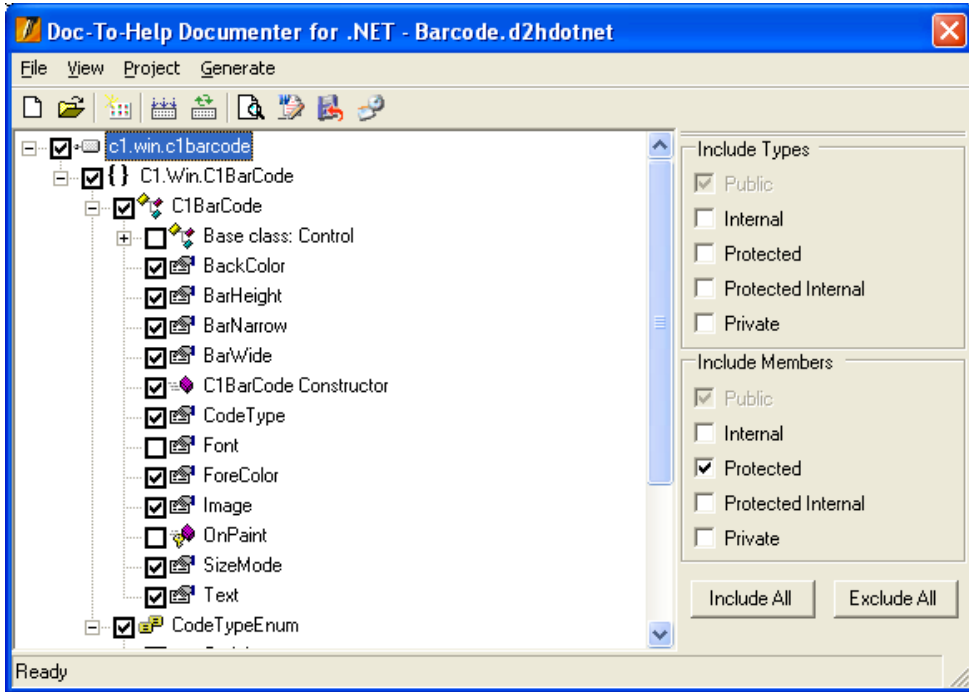 Doc-To-Help Documenter for .NET - Barcode.d2hdotnet
File View Project Generate
c1.win.c1barcode
{ } C1.Win.C1BarCode
C1BarCode
Base class: Control
BackColor
BarHeight
BarNarrow
BarWide
C1BarCode Constructor
CodeType
Font
ForeColor
Image
OnPaint
SizeMode
Text
CodeTypeEnum
Include Types
Public
Internal
Protected
Protected Internal
Private
Include Members
Public
Internal
Protected
Protected Internal
Private
Include All Exclude All
Ready